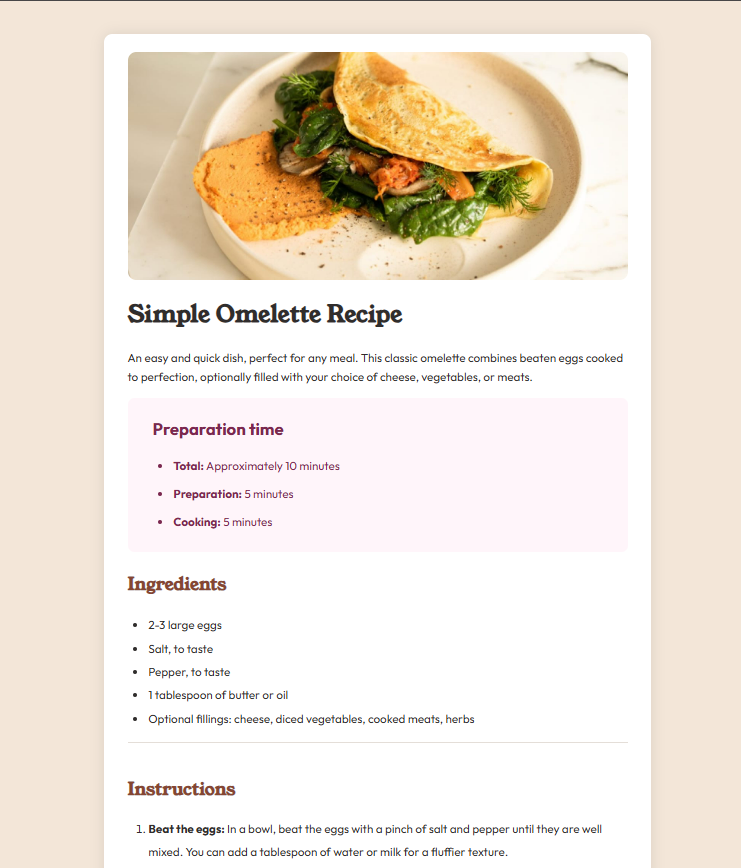 Simple Omelette Recipe
An easy and quick dish, perfect for any meal. This classic omelette combines beaten eggs cooked
to perfection, optionally filled with your choice of cheese, vegetables, or meats.
Preparation time
• Total: Approximately 10 minutes
• Preparation: 5 minutes
• Cooking: 5 minutes
Ingredients
• 2-3 large eggs
• Salt, to taste
• Pepper, to taste
• 1 tablespoon of butter or oil
• Optional fillings: cheese, diced vegetables, cooked meats, herbs
Instructions
1. Beat the eggs: In a bowl, beat the eggs with a pinch of salt and pepper until they are well
mixed. You can add a tablespoon of water or milk for a fluffier texture.